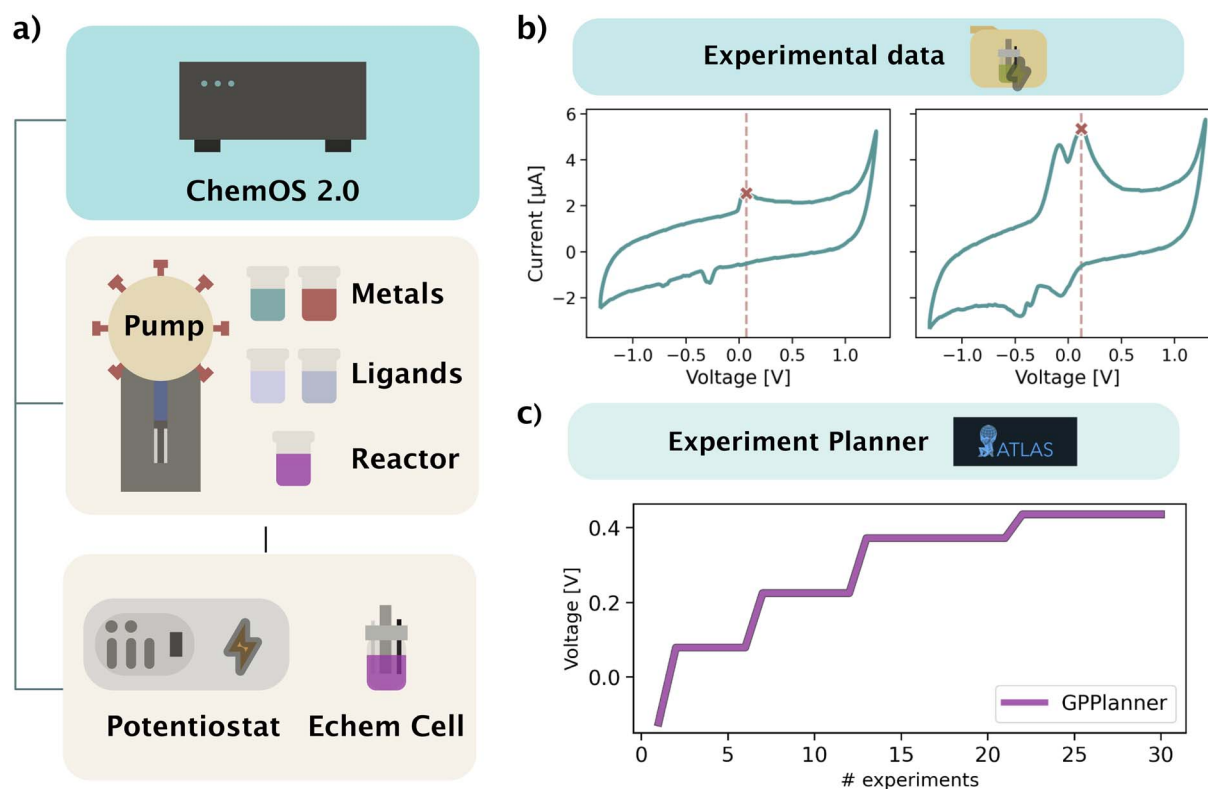 a)
ChemOS 2.0
Pump
Metals
Ligands
Reactor
Potentiostat
Echem Cell
b)
Experimental data
Current [µA]
6
4
2
0
−2
−1.0
−0.5
0.0
0.5
1.0
Voltage [V]
−1.0
−0.5
0.0
0.5
1.0
Voltage [V]
c)
Experiment Planner
ATLAS
Voltage [V]
0.4
0.2
0.0
GPPlanner
0
5
10
15
20
25
30
# experiments